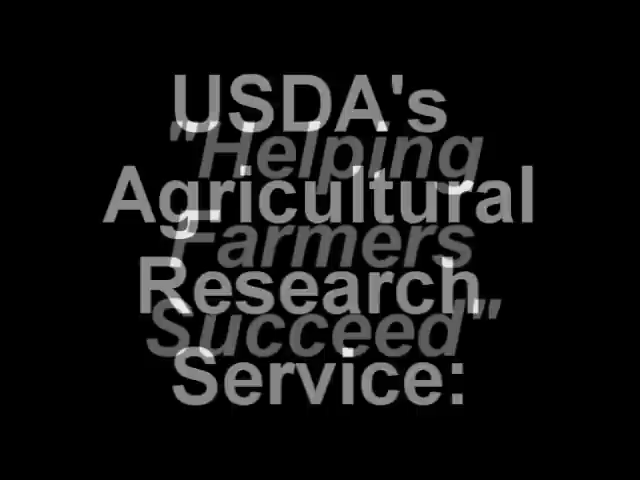 USDA's
Agricultural
Research
Service:
"Helping
Farmers
Succeed"